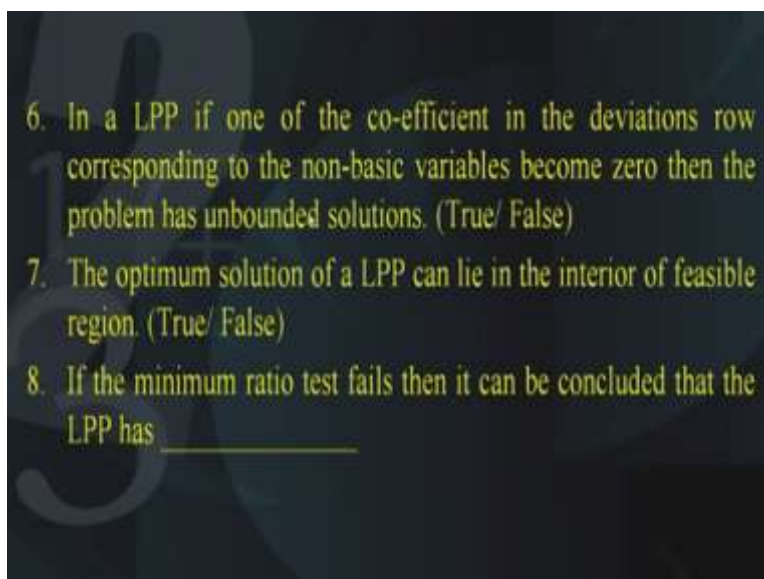 6. In a LPP if one of the co-efficient in the deviations row
corresponding to the non-basic variables become zero then the
problem has unbounded solutions. (True/ False)
7. The optimum solution of a LPP can lie in the interior of feasible
region. (True/ False)
8. If the minimum ratio test fails then it can be concluded that the
LPP has ____________